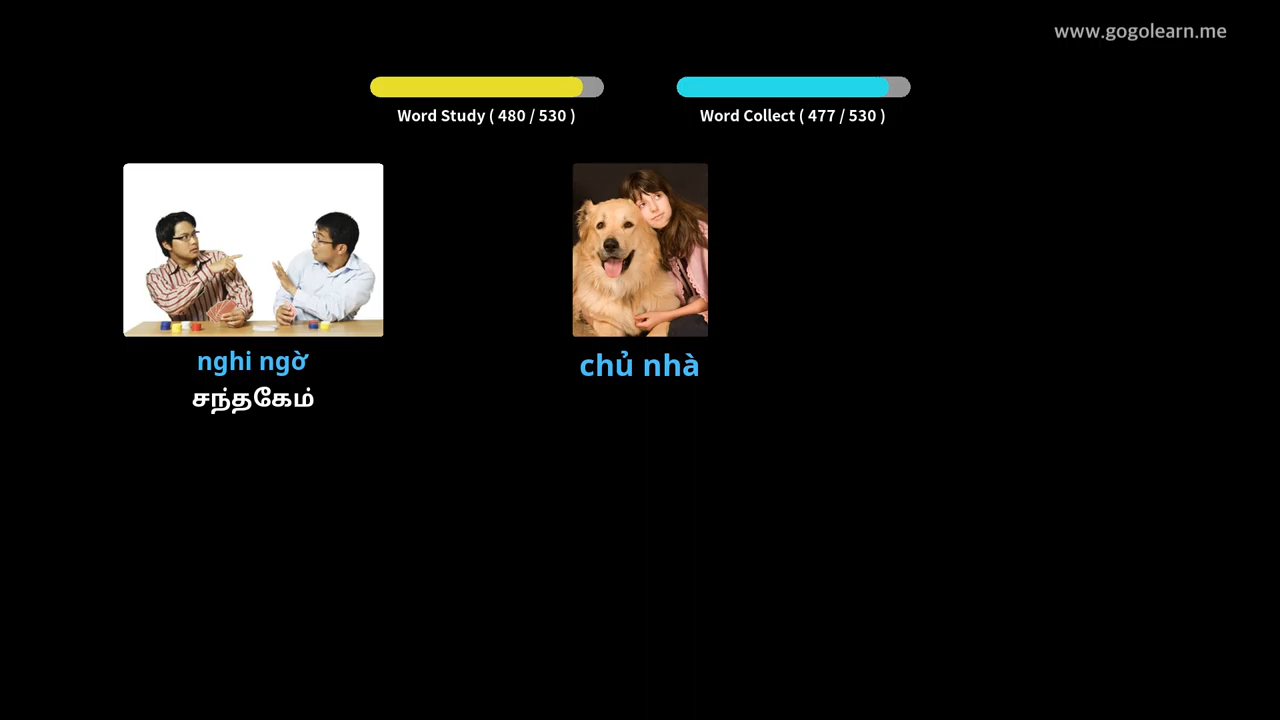 www.gogolearn.me
Word Study ( 480 / 530 )
Word Collect ( 477 / 530 )
nghi ngờ
சந்தகேம்
chủ nhà